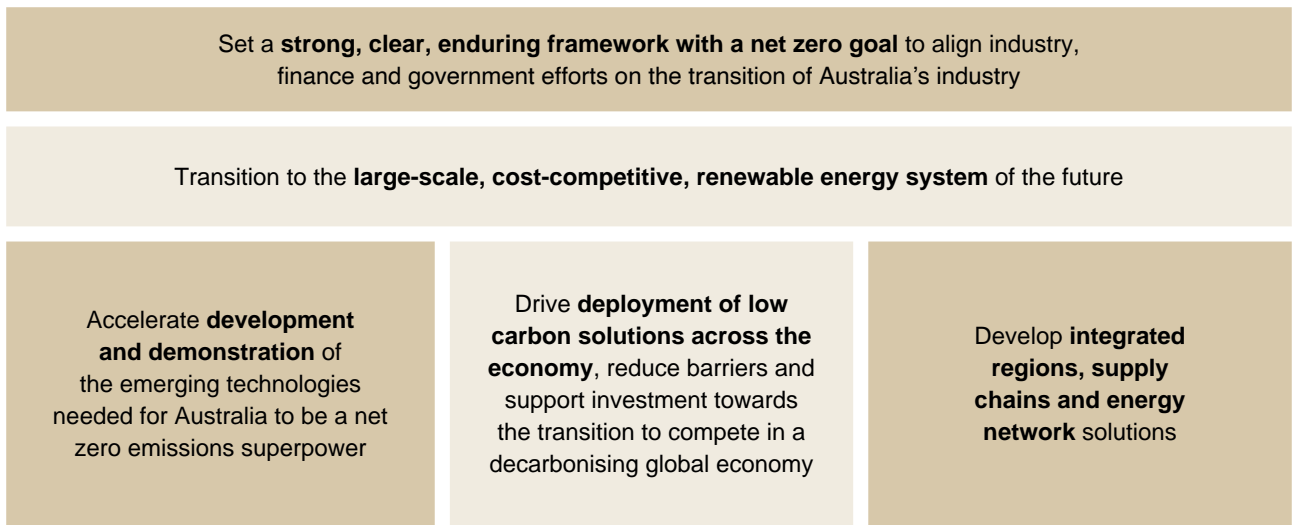 Set a strong, clear, enduring framework with a net zero goal to align industry,
finance and government efforts on the transition of Australia’s industry
Transition to the large-scale, cost-competitive, renewable energy system of the future
Accelerate development
and demonstration of
the emerging technologies
needed for Australia to be a net
zero emissions superpower
Drive deployment of low
carbon solutions across the
economy, reduce barriers and
support investment towards
the transition to compete in a
decarbonising global economy
Develop integrated
regions, supply
chains and energy
network solutions